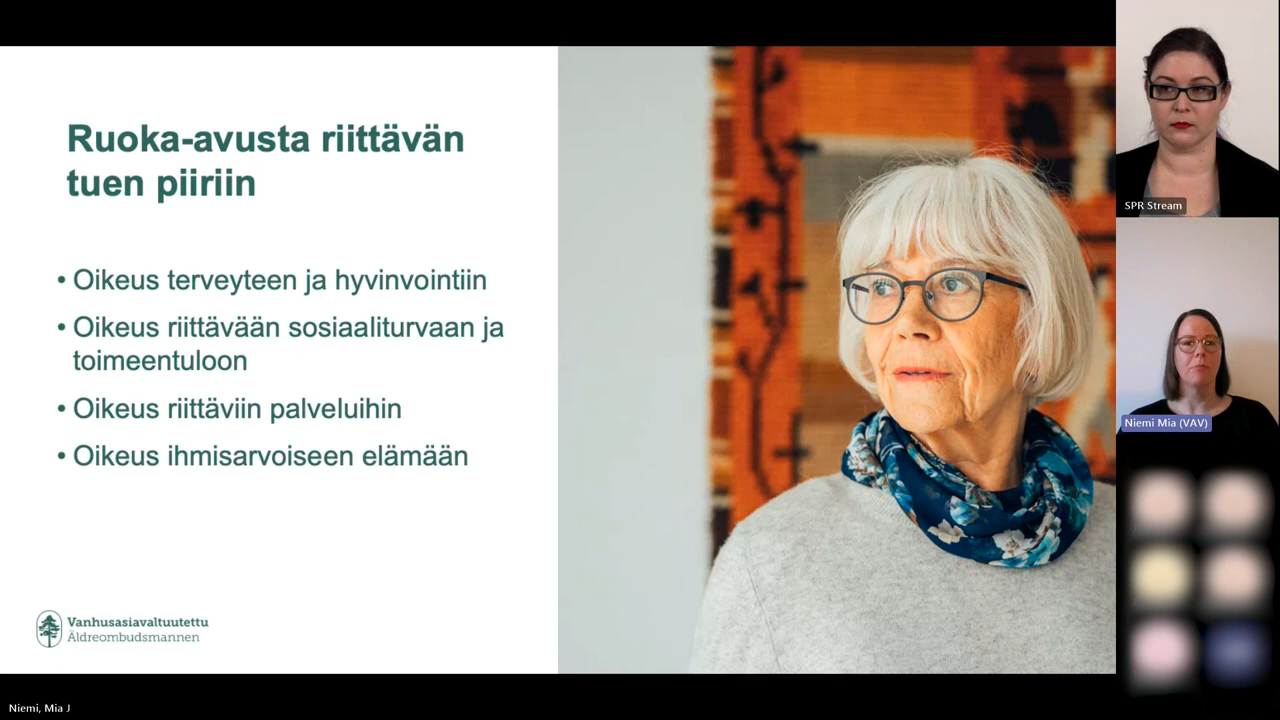 Ruoka-avusta riittävän
tuen piiriin
• Oikeus terveyteen ja hyvinvointiin
• Oikeus riittävään sosiaaliturvaan ja
toimeentuloon
• Oikeus riittäviin palveluihin
• Oikeus ihmisarvoiseen elämään
Vanhusasiavaltuutettu
Äldreombudsmannen
SPR Stream
Niemi Mia (VAV)
Niemi, Mia J